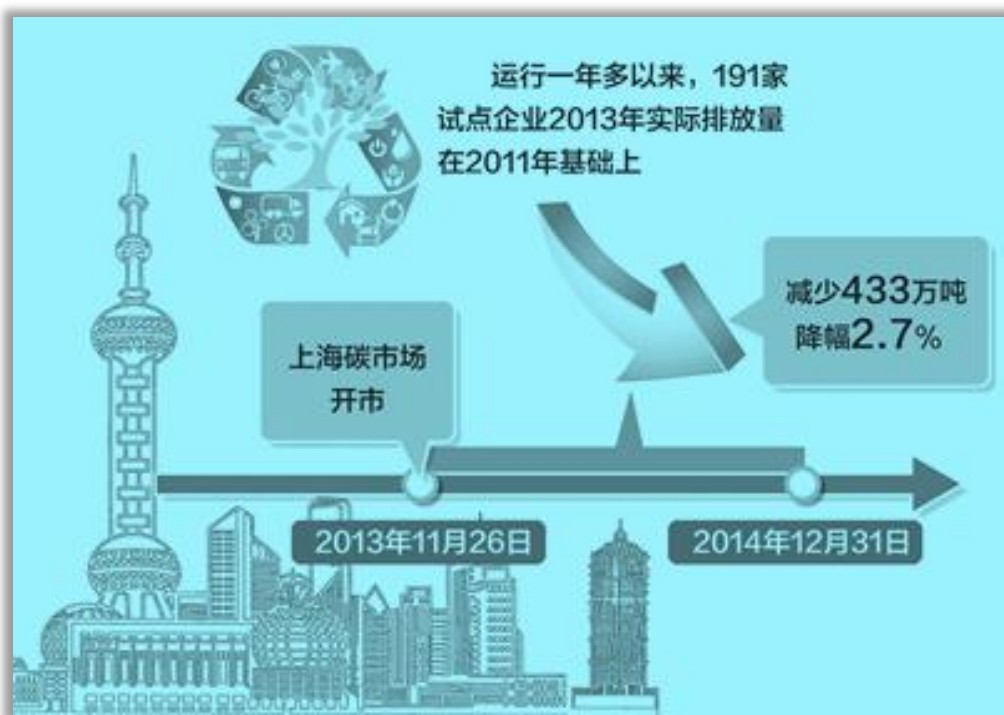 运行一年多以来，191家
试点企业2013年实际排放量
在2011年基础上
减少433万吨
降幅2.7%
上海碳市场
开市
2013年11月26日
2014年12月31日